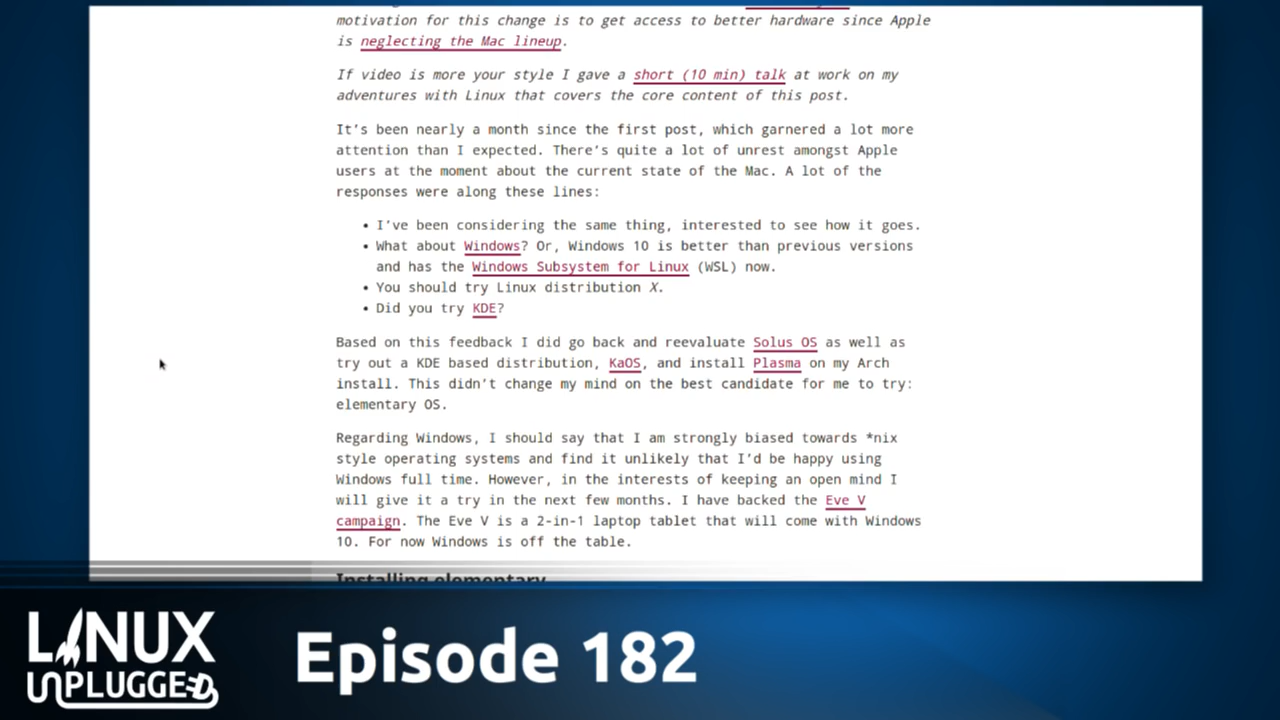 motivation for this change is to get access to better hardware since Apple
is neglecting the Mac lineup.
If video is more your style I gave a short (10 min) talk at work on my
adventures with Linux that covers the core content of this post.
It's been nearly a month since the first post, which garnered a lot more
attention than I expected. There's quite a lot of unrest amongst Apple
users at the moment about the current state of the Mac. A lot of the
responses were along these lines:
• I've been considering the same thing, interested to see how it goes.
• What about Windows? Or, Windows 10 is better than previous versions
and has the Windows Subsystem for Linux (WSL) now.
• You should try Linux distribution X.
• Did you try KDE?
Based on this feedback I did go back and reevaluate Solus OS as well as
try out a KDE based distribution, KaOS, and install Plasma on my Arch
install. This didn't change my mind on the best candidate for me to try:
elementary OS.
Regarding Windows, I should say that I am strongly biased towards *nix
style operating systems and find it unlikely that I'd be happy using
Windows full time. However, in the interests of keeping an open mind I
will give it a try in the next few months. I have backed the Eve V
campaign. The Eve V is a 2-in-1 laptop tablet that will come with Windows
10. For now Windows is off the table.
Installing elementary
LINUX
UNPLUGGED
Episode 182